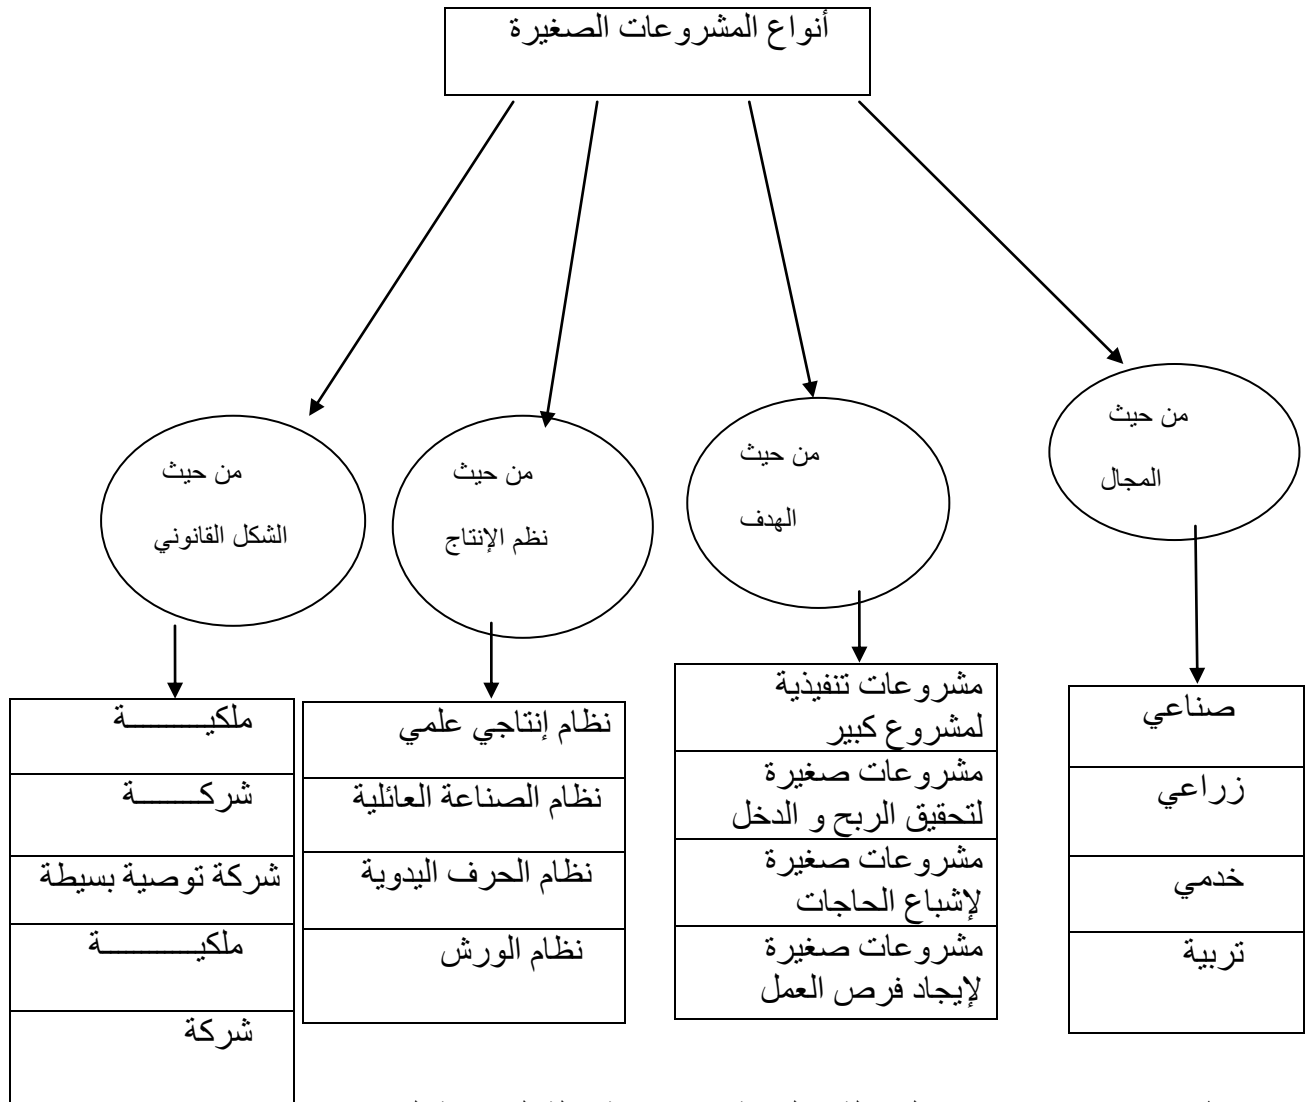 أنواع المشروعات الصغيرة
من حيث
المجال
من حيث
الهدف
من حيث
نظم الإنتاج
من حيث
الشكل القانوني
صناعي
زراعي
خدمي
تربية
مشروعات تنفيذية
لمشروع كبير
مشروعات صغيرة
لتحقيق الربح و الدخل
مشروعات صغيرة
لإشباع الحاجات
مشروعات صغيرة
لإيجاد فرص العمل
نظام إنتاجي علمي
نظام الصناعة العائلية
نظام الحرف اليدوية
نظام الورش
ملكيــــــــــة
شركـــــــة
شركة توصية بسيطة
ملكيــــــــــة
شركة